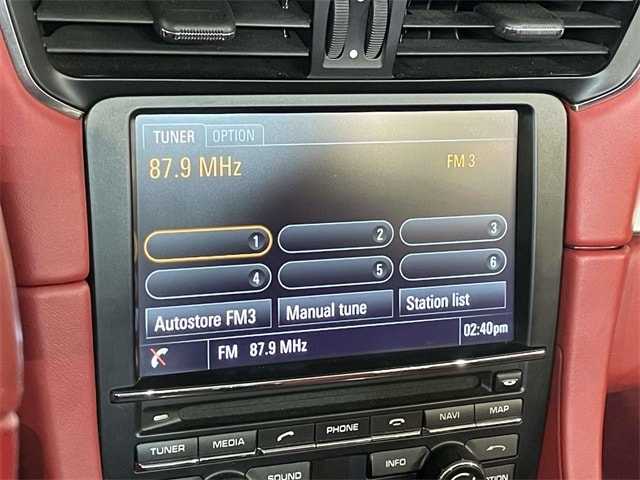 TUNER OPTION
87.9 MHz FM 3
1 2 3
4 5 6
Autostore FM3 Manual tune Station list
FM 87.9 MHz 02:40pm
TUNER MEDIA PHONE NAVI MAP
SOUND INFO